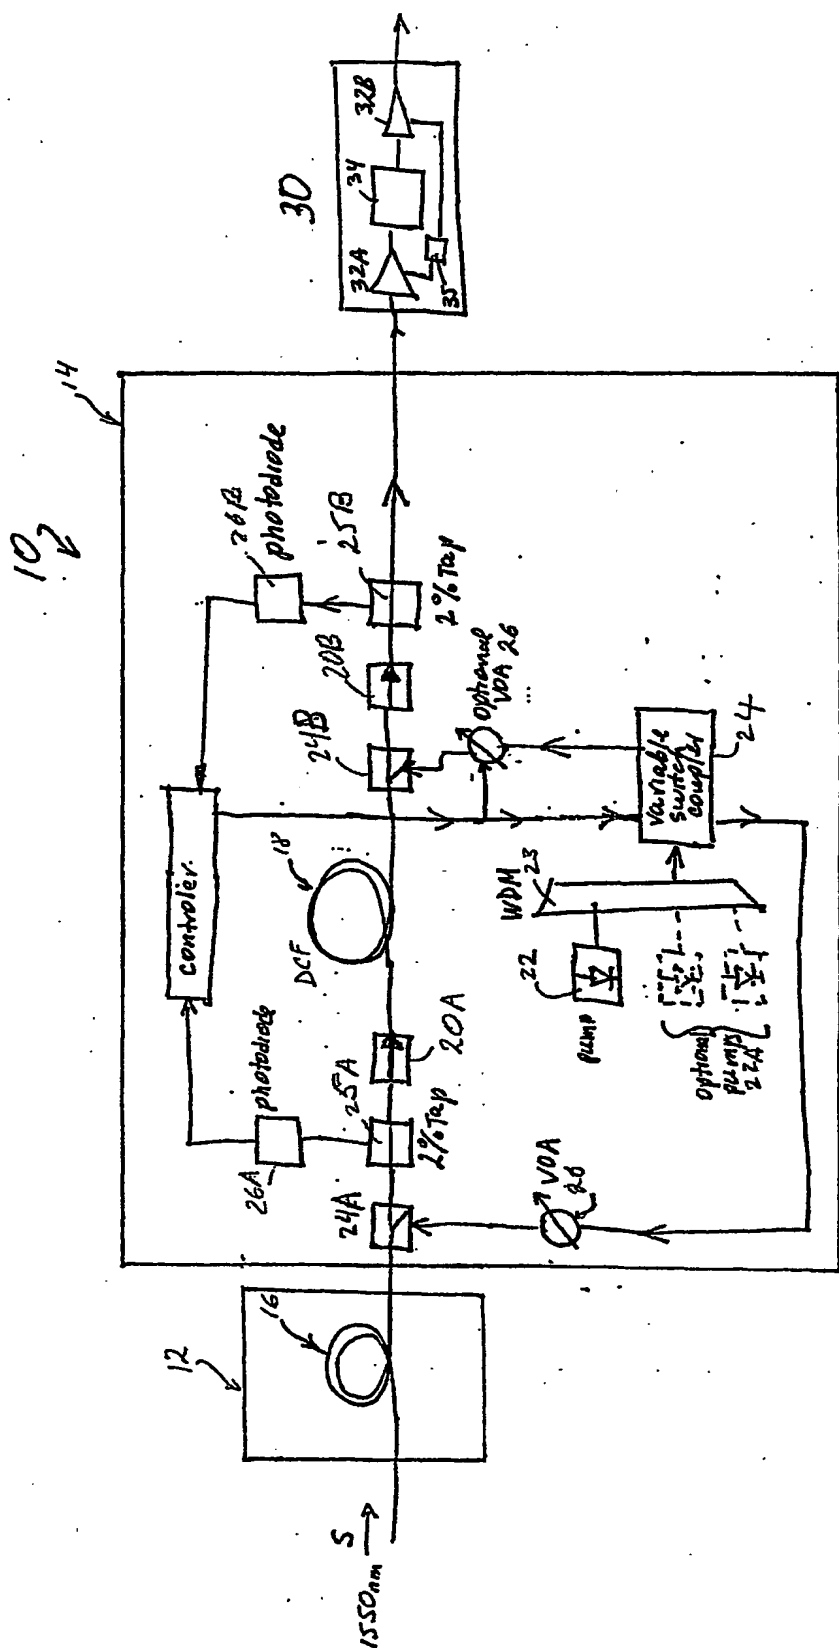 10
14
30
32A
34
32B
35
controler.
photodiode
26A
photodiode
26B
12
16
24A
25A
2% Tap
20A
DCF
18
24B
20B
25B
2% Tap
S
1550nm
VOA
26
optional
VOA 26
pump
22
WDM
23
optional
pumps
22A
variable
switch
coupler
24